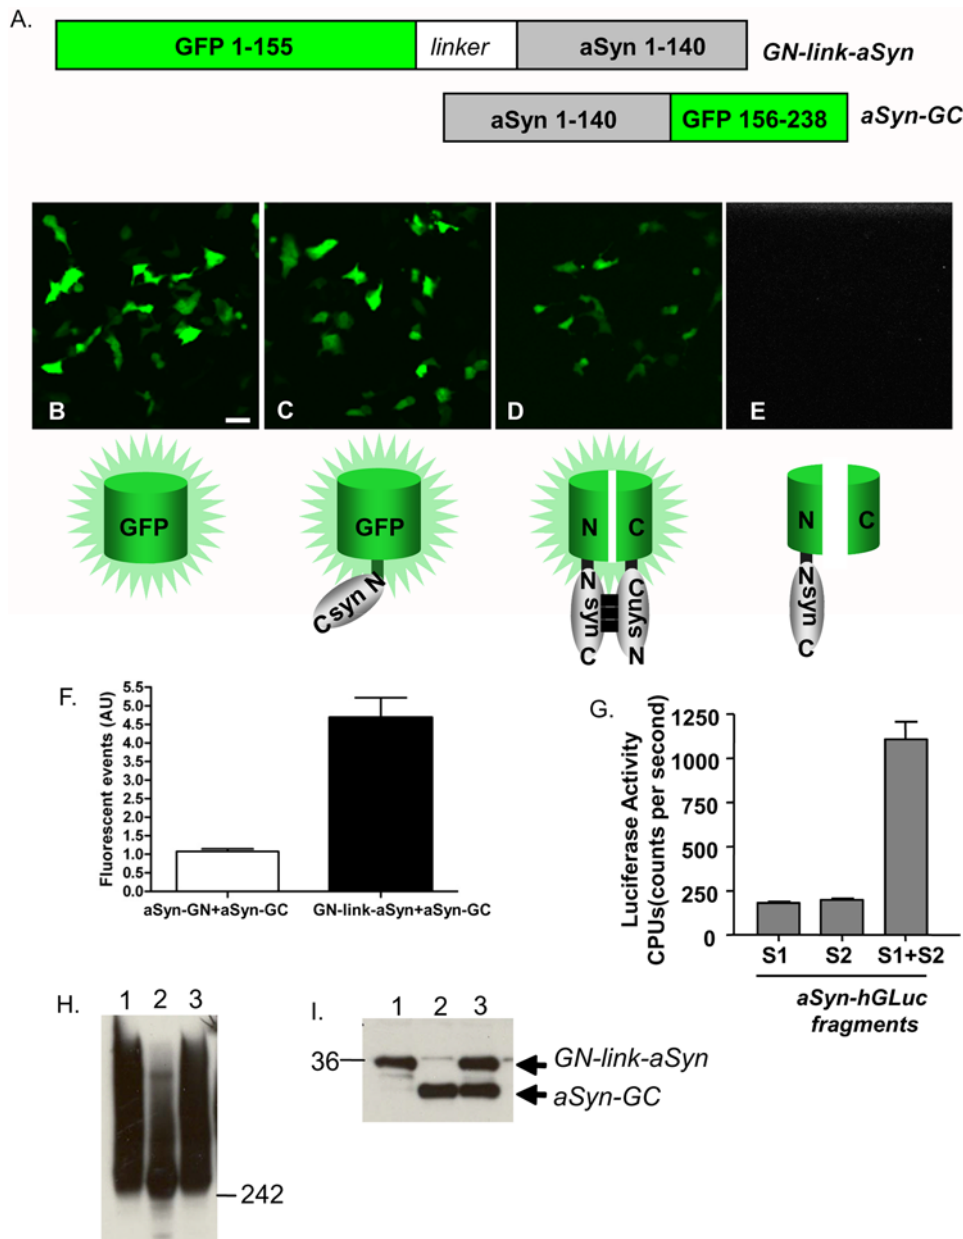 A.
GFP 1-155
linker
aSyn 1-140
GN-link-aSyn
aSyn 1-140
GFP 156-238
aSyn-GC
B
C
D
E
GFP
GFP
N
syn
C
N
C
N
syn
C
C
syn
N
N
C
N
syn
C
F.
Fluorescent events (AU)
5.5
5.0
4.5
4.0
3.5
3.0
2.5
2.0
1.5
1.0
0.5
0.0
aSyn-GN+aSyn-GC
GN-link-aSyn+aSyn-GC
G.
Luciferase Activity
CPUs(counts per second)
1250
1000
750
500
250
0
S1
S2
S1+S2
aSyn-hGLuc
fragments
H.
1 2 3
242
I.
1 2 3
36
GN-link-aSyn
aSyn-GC